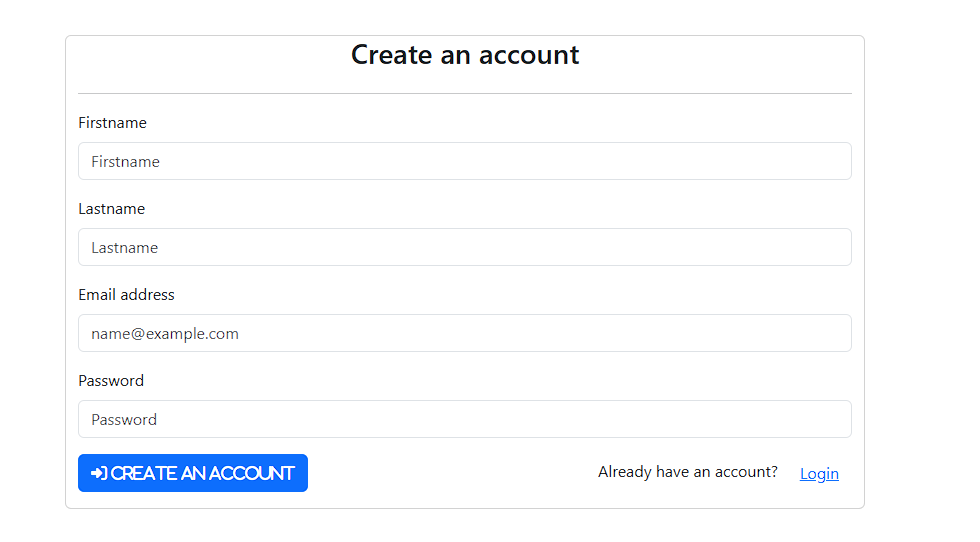 Create an account
Firstname
Firstname
Lastname
Lastname
Email address
name@example.com
Password
Password
CREATE AN ACCOUNT Already have an account? Login